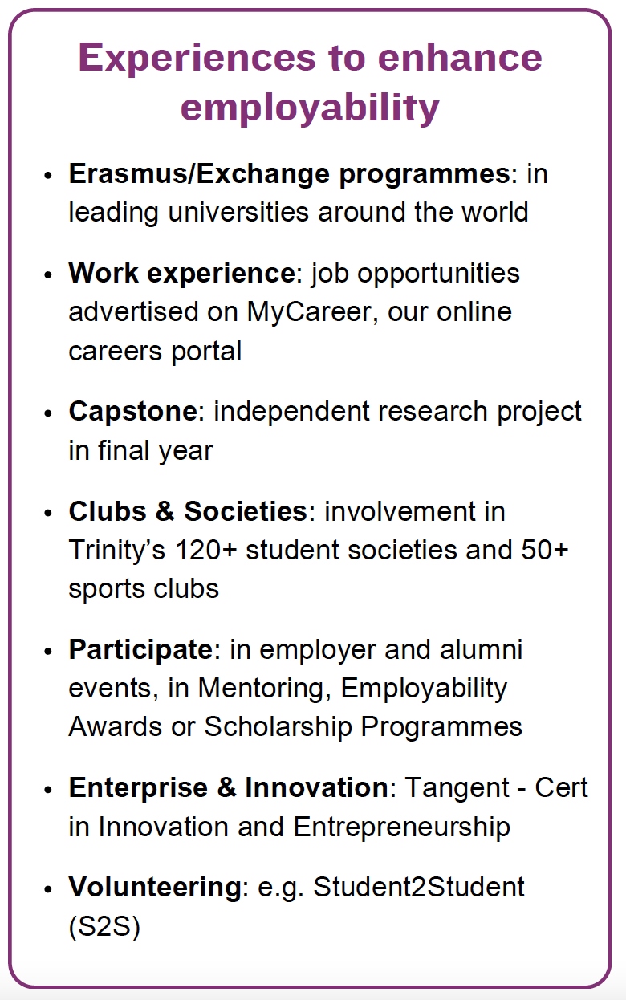 Experiences to enhance
employability
• Erasmus/Exchange programmes: in
leading universities around the world
• Work experience: job opportunities
advertised on MyCareer, our online
careers portal
• Capstone: independent research project
in final year
• Clubs & Societies: involvement in
Trinity’s 120+ student societies and 50+
sports clubs
• Participate: in employer and alumni
events, in Mentoring, Employability
Awards or Scholarship Programmes
• Enterprise & Innovation: Tangent - Cert
in Innovation and Entrepreneurship
• Volunteering: e.g. Student2Student
(S2S)